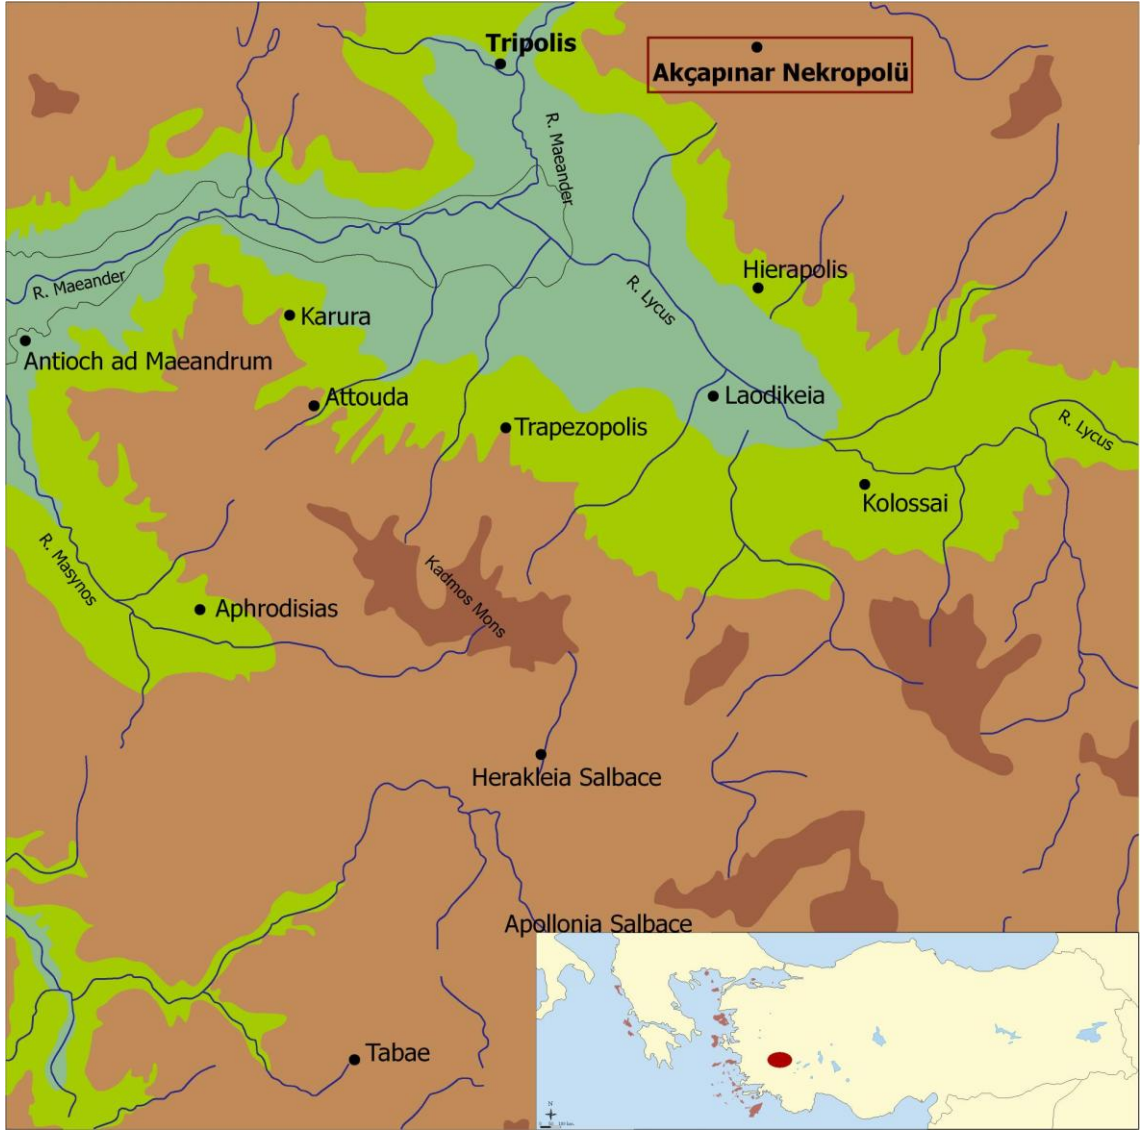 Tripolis
Akçapınar Nekropolü
R. Maeander
Hierapolis
R. Maeander
R. Lycus
Karura
Antioch ad Maeandrum
Attouda
Laodikeia
R. Lycus
Trapezopolis
Kolossai
R. Masynos
Kadmos Mons
Aphrodisias
Herakleia Salbace
Apollonia Salbace
Tabae
N